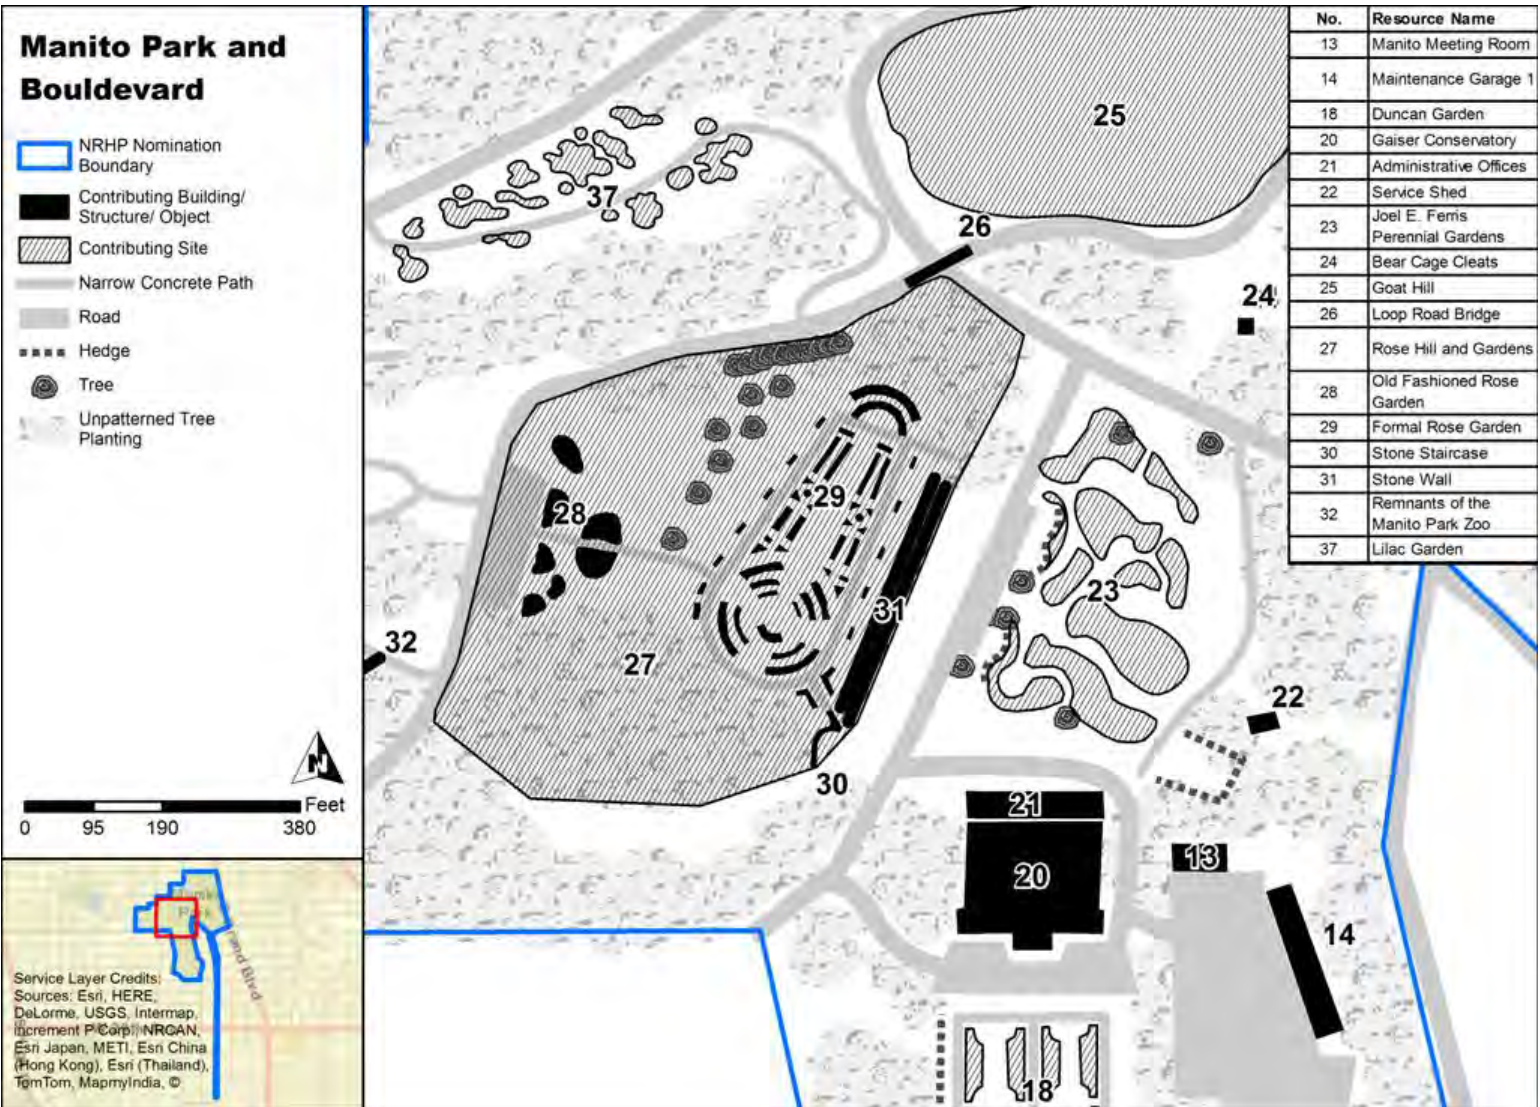 Manito Park and
Bouldevard
NRHP Nomination
Boundary
Contributing Building/
Structure/ Object
Contributing Site
Narrow Concrete Path
Road
Hedge
Tree
Unpatterned Tree
Planting
N
Feet
0 95 190 380
Park
Grand Blvd
Service Layer Credits:
Sources: Esri, HERE,
DeLorme, USGS, Intermap,
increment P Corp., NRCAN,
Esri Japan, METI, Esri China
(Hong Kong), Esri (Thailand),
TomTom, MapmyIndia, ©
25
37
26
24
29
28
23
31
32
27
22
30
21
13
20
14
18
No. Resource Name
13 Manito Meeting Room
14 Maintenance Garage 1
18 Duncan Garden
20 Gaiser Conservatory
21 Administrative Offices
22 Service Shed
23 Joel E. Ferris
Perennial Gardens
24 Bear Cage Cleats
25 Goat Hill
26 Loop Road Bridge
27 Rose Hill and Gardens
28 Old Fashioned Rose
Garden
29 Formal Rose Garden
30 Stone Staircase
31 Stone Wall
32 Remnants of the
Manito Park Zoo
37 Lilac Garden